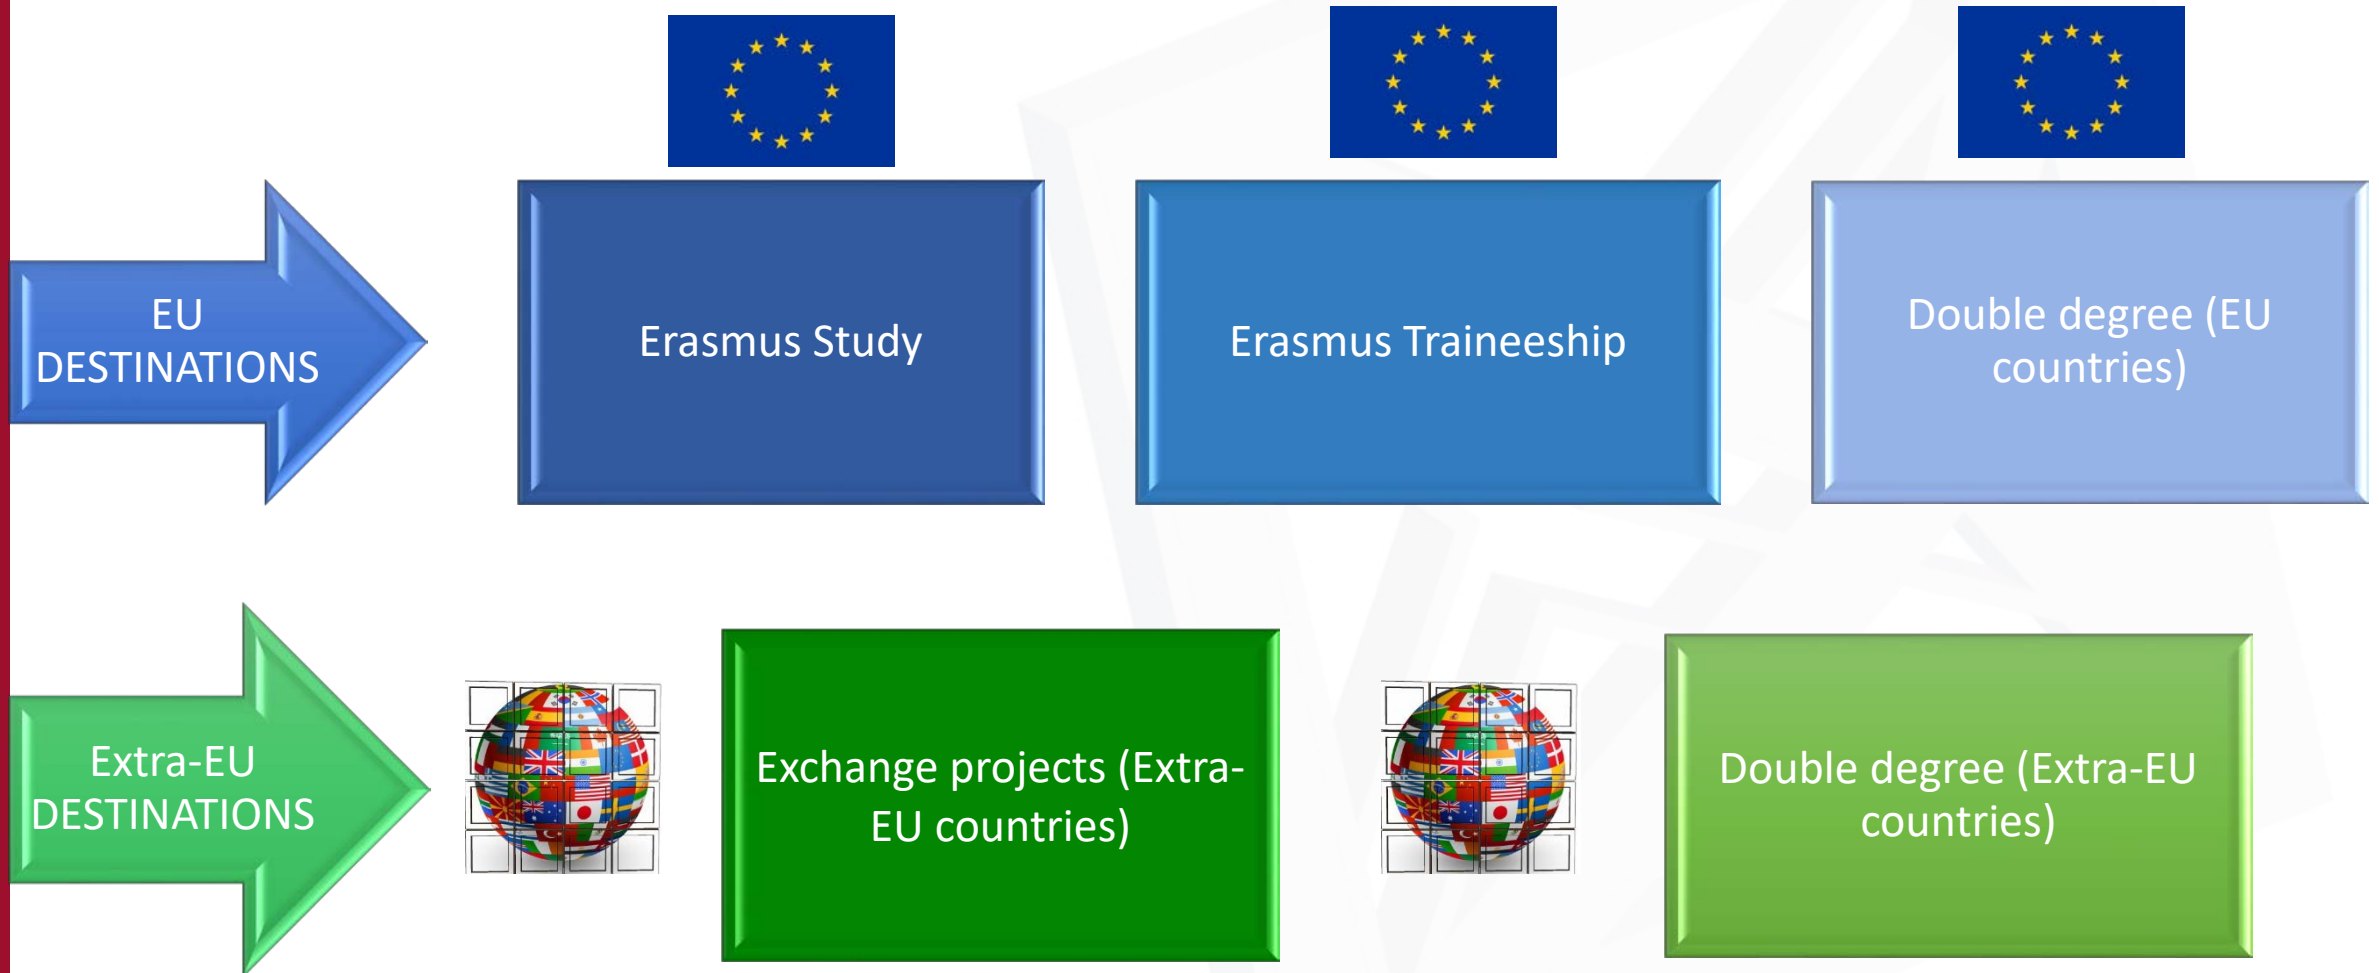 EU
DESTINATIONS
Erasmus Study
Erasmus Traineeship
Double degree (EU
countries)
Extra-EU
DESTINATIONS
Exchange projects (Extra-
EU countries)
Double degree (Extra-EU
countries)